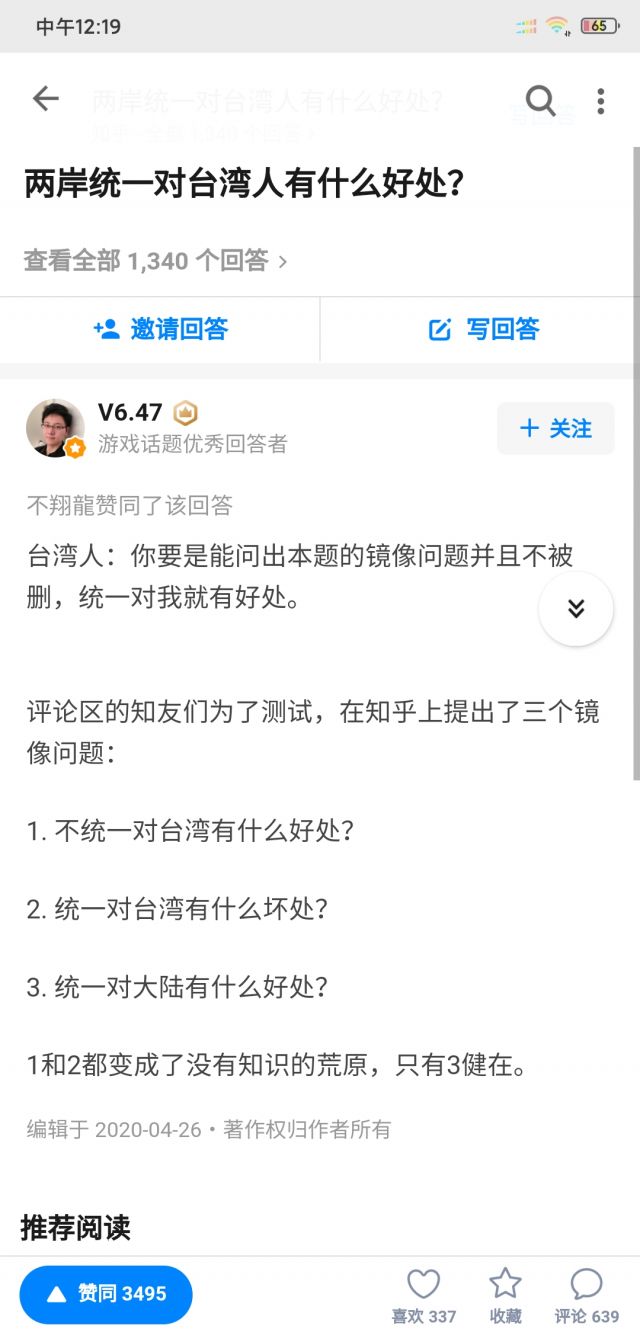 中午12:19
65
两岸统一对台湾人有什么好处？
写回答
知乎 · 全部 1,340 个回答 ›
两岸统一对台湾人有什么好处？
查看全部 1,340 个回答 ›
邀请回答
写回答
V6.47
游戏话题优秀回答者
+ 关注
不翔龍赞同了该回答
台湾人：你要是能问出本题的镜像问题并且不被
删，统一对我就有好处。
评论区的知友们为了测试，在知乎上提出了三个镜
像问题：
1. 不统一对台湾有什么好处？
2. 统一对台湾有什么坏处？
3. 统一对大陆有什么好处？
1和2都变成了没有知识的荒原，只有3健在。
编辑于 2020-04-26 · 著作权归作者所有
推荐阅读
赞同 3495
喜欢 337
收藏
评论 639